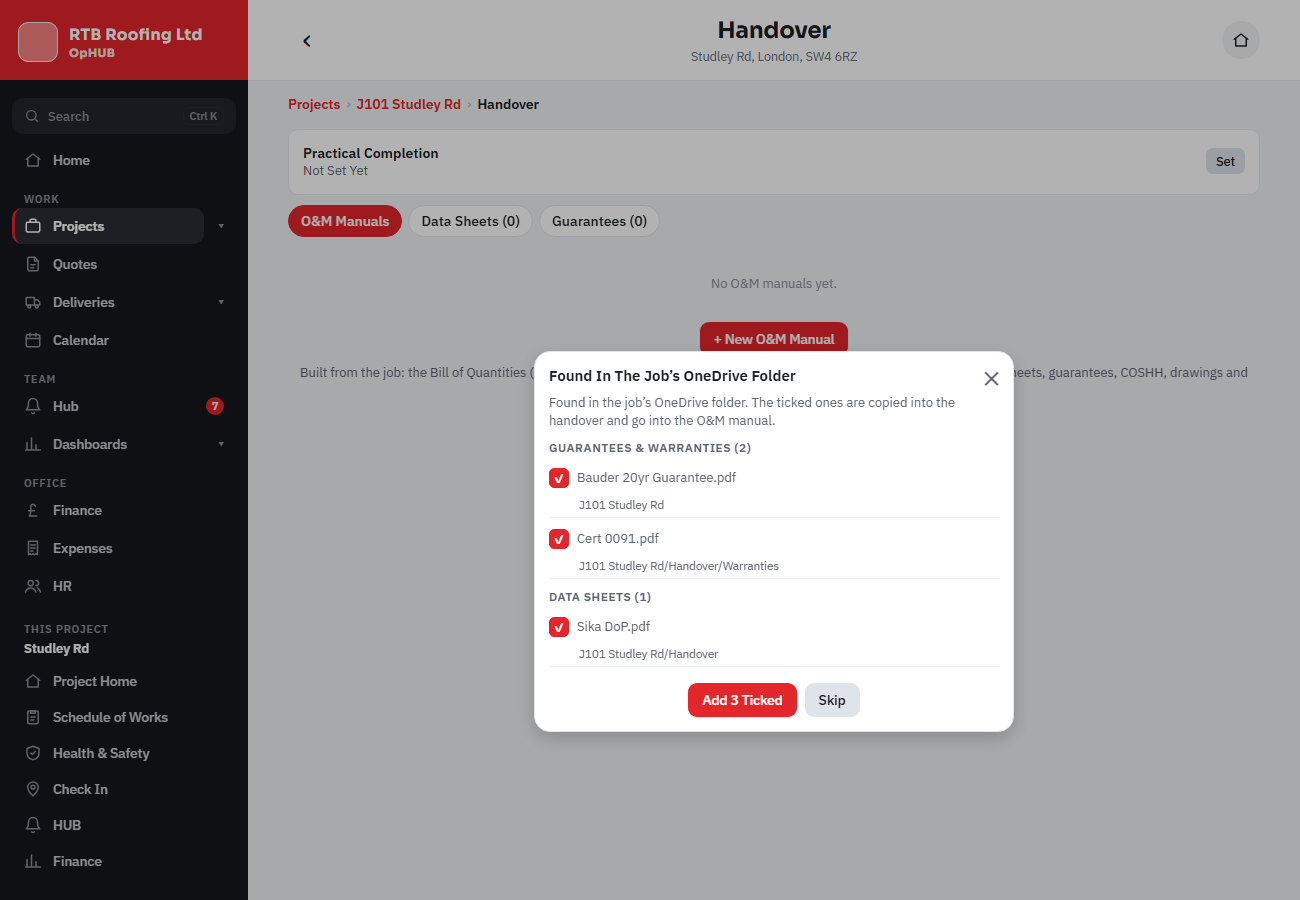 RTB Roofing Ltd
OpHUB
Search
Ctrl K
Home
WORK
Projects
Quotes
Deliveries
Calendar
TEAM
Hub
7
Dashboards
OFFICE
Finance
Expenses
HR
THIS PROJECT
Studley Rd
Project Home
Schedule of Works
Health & Safety
Check In
HUB
Finance
Handover
Studley Rd, London, SW4 6RZ
Projects › J101 Studley Rd › Handover
Practical Completion
Not Set Yet
Set
O&M Manuals
Data Sheets (0)
Guarantees (0)
No O&M manuals yet.
+ New O&M Manual
Built from the job: the Bill of Quantities (
guarantees, COSHH, drawings and
Found In The Job’s OneDrive Folder
Found in the job’s OneDrive folder. The ticked ones are copied into the
handover and go into the O&M manual.
GUARANTEES & WARRANTIES (2)
Bauder 20yr Guarantee.pdf
J101 Studley Rd
Cert 0091.pdf
J101 Studley Rd/Handover/Warranties
DATA SHEETS (1)
Sika DoP.pdf
J101 Studley Rd/Handover
Add 3 Ticked
Skip